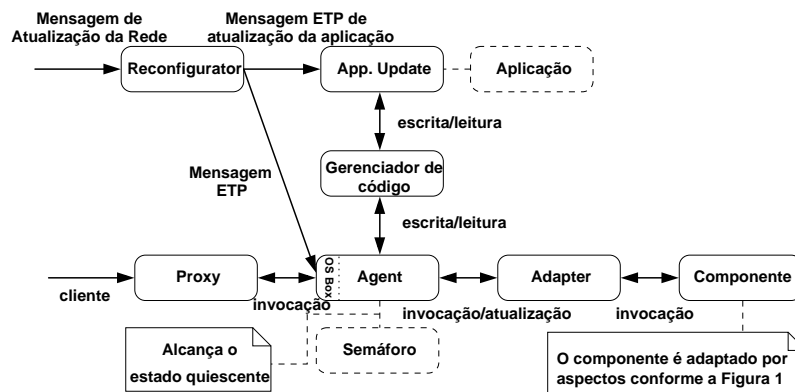 Mensagem de
Atualização da Rede
Mensagem ETP de
atualização da aplicação
Reconfigurator
App. Update
Aplicação
escrita/leitura
Mensagem
ETP
Gerenciador de
código
escrita/leitura
cliente
Proxy
invocação
OS Box
Agent
invocação/atualização
Adapter
invocação
Componente
Alcança o
estado quiescente
Semáforo
O componente é adaptado por
aspectos conforme a Figura 1